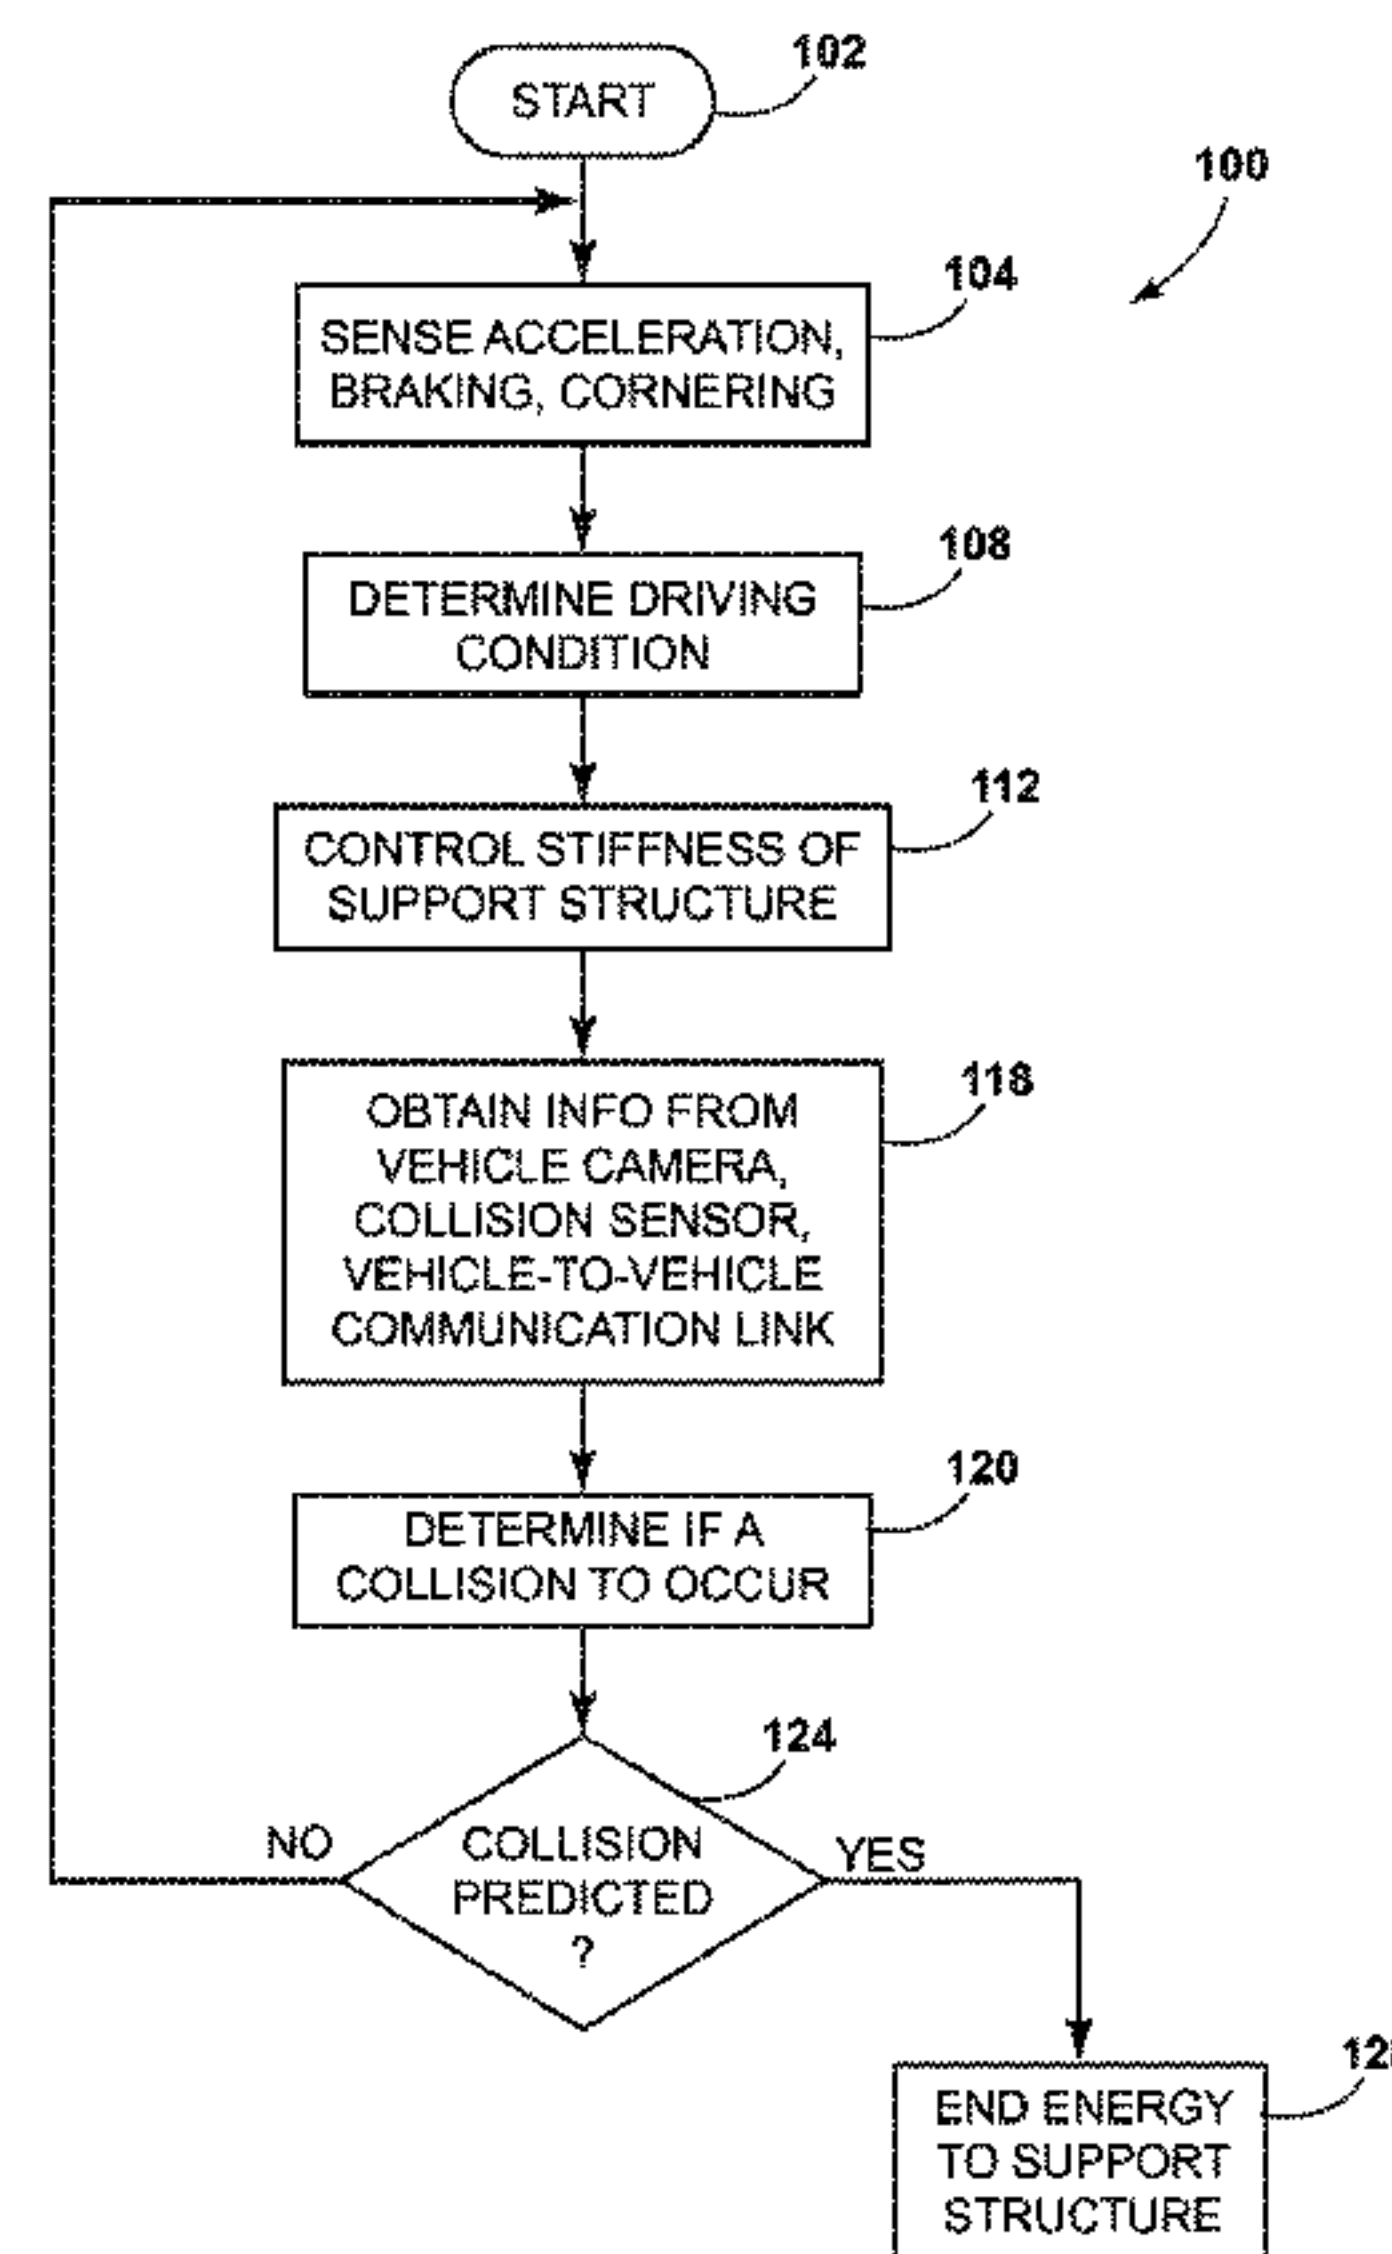 START
102
100
104
SENSE ACCELERATION,
BRAKING, CORNERING
108
DETERMINE DRIVING
CONDITION
112
CONTROL STIFFNESS OF
SUPPORT STRUCTURE
118
OBTAIN INFO FROM
VEHICLE CAMERA,
COLLISION SENSOR,
VEHICLE-TO-VEHICLE
COMMUNICATION LINK
120
DETERMINE IF A
COLLISION TO OCCUR
124
NO
COLLISION
PREDICTED
?
YES
END ENERGY
TO SUPPORT
STRUCTURE